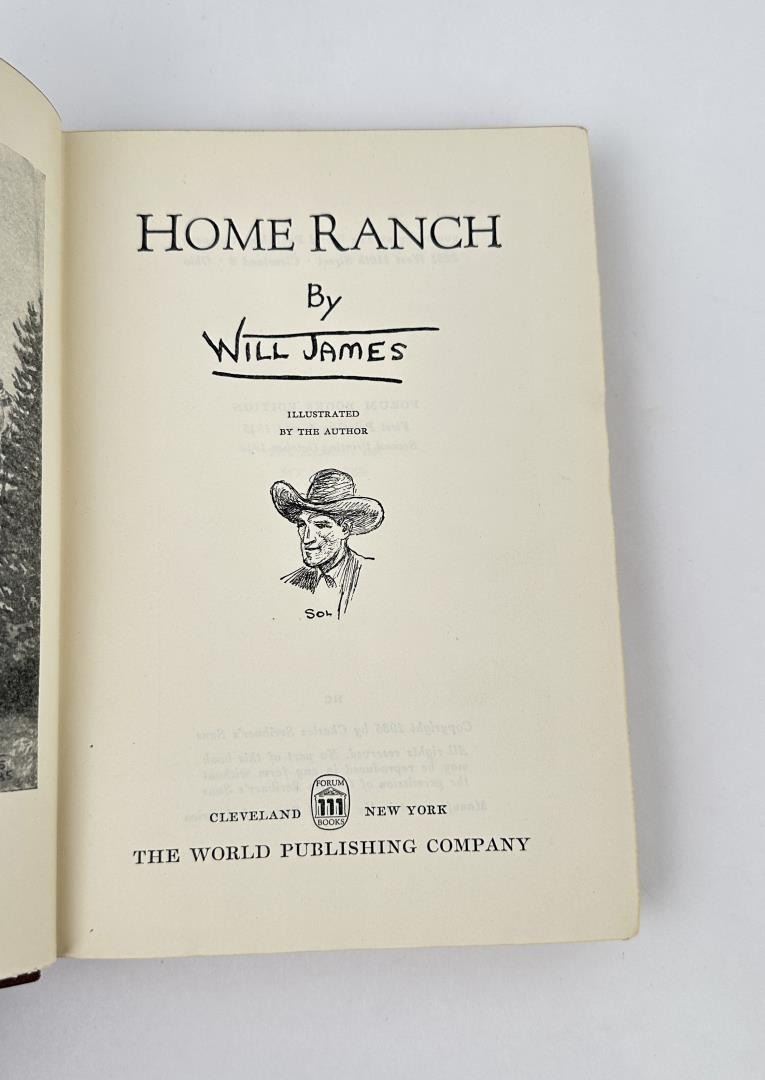 HOME RANCH
By
WILL JAMES
ILLUSTRATED
BY THE AUTHOR
SOL
CLEVELAND FORUM BOOKS NEW YORK
THE WORLD PUBLISHING COMPANY